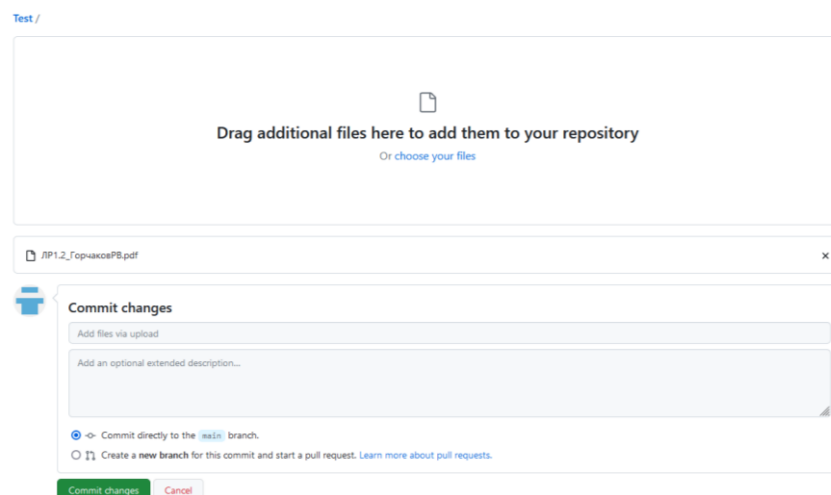 Test /
Drag additional files here to add them to your repository
Or choose your files
ЛР1.2_ГорчаковРВ.pdf
Commit changes
Add files via upload
Add an optional extended description...
Commit directly to the main branch.
Create a new branch for this commit and start a pull request. Learn more about pull requests.
Commit changes Cancel